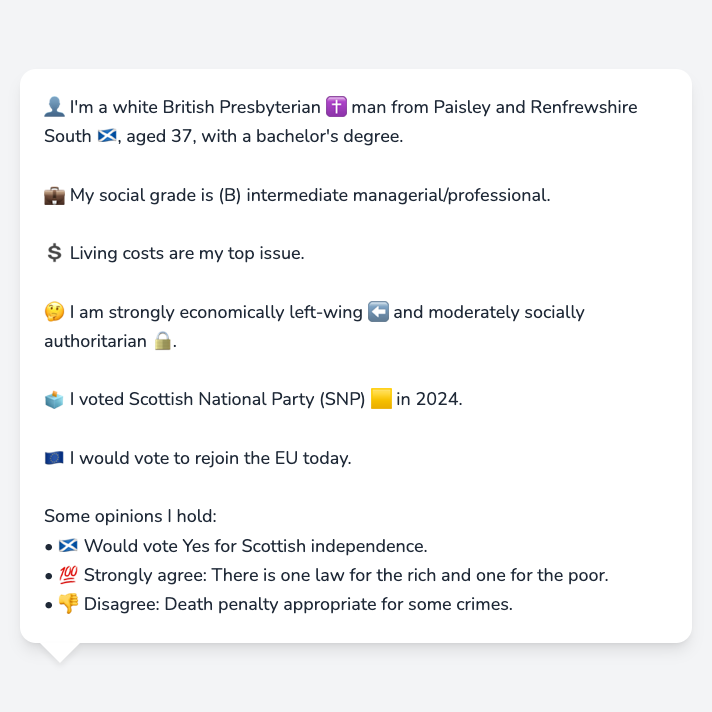 👤 I'm a white British Presbyterian ✝️ man from Paisley and Renfrewshire
South 🏴󠁧󠁢󠁳󠁣󠁴󠁿, aged 37, with a bachelor's degree.
💼 My social grade is (B) intermediate managerial/professional.
💲 Living costs are my top issue.
🤔 I am strongly economically left-wing ⬅️ and moderately socially
authoritarian 🔒.
🗳️ I voted Scottish National Party (SNP) 🟨 in 2024.
🇪🇺 I would vote to rejoin the EU today.
Some opinions I hold:
• 🏴󠁧󠁢󠁳󠁣󠁴󠁿 Would vote Yes for Scottish independence.
• 💯 Strongly agree: There is one law for the rich and one for the poor.
• 👎 Disagree: Death penalty appropriate for some crimes.